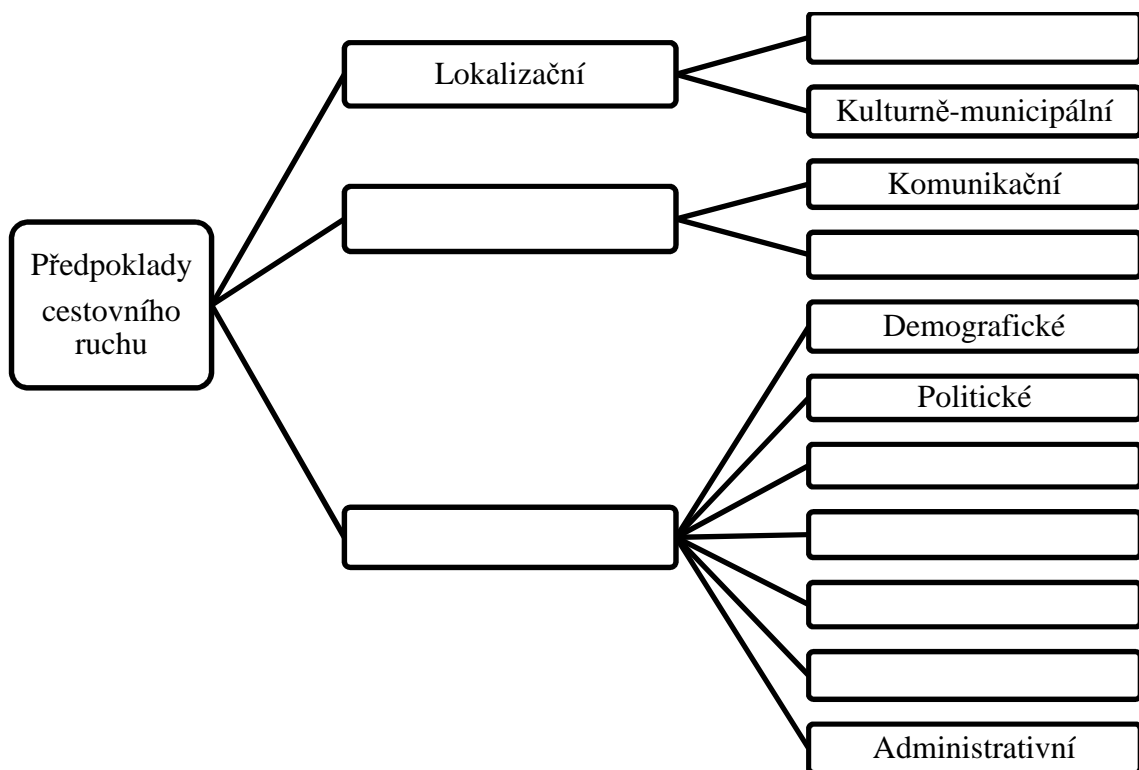 Předpoklady
cestovního
ruchu
Lokalizační
Kulturně-municipální
Komunikační
Demografické
Politické
Administrativní